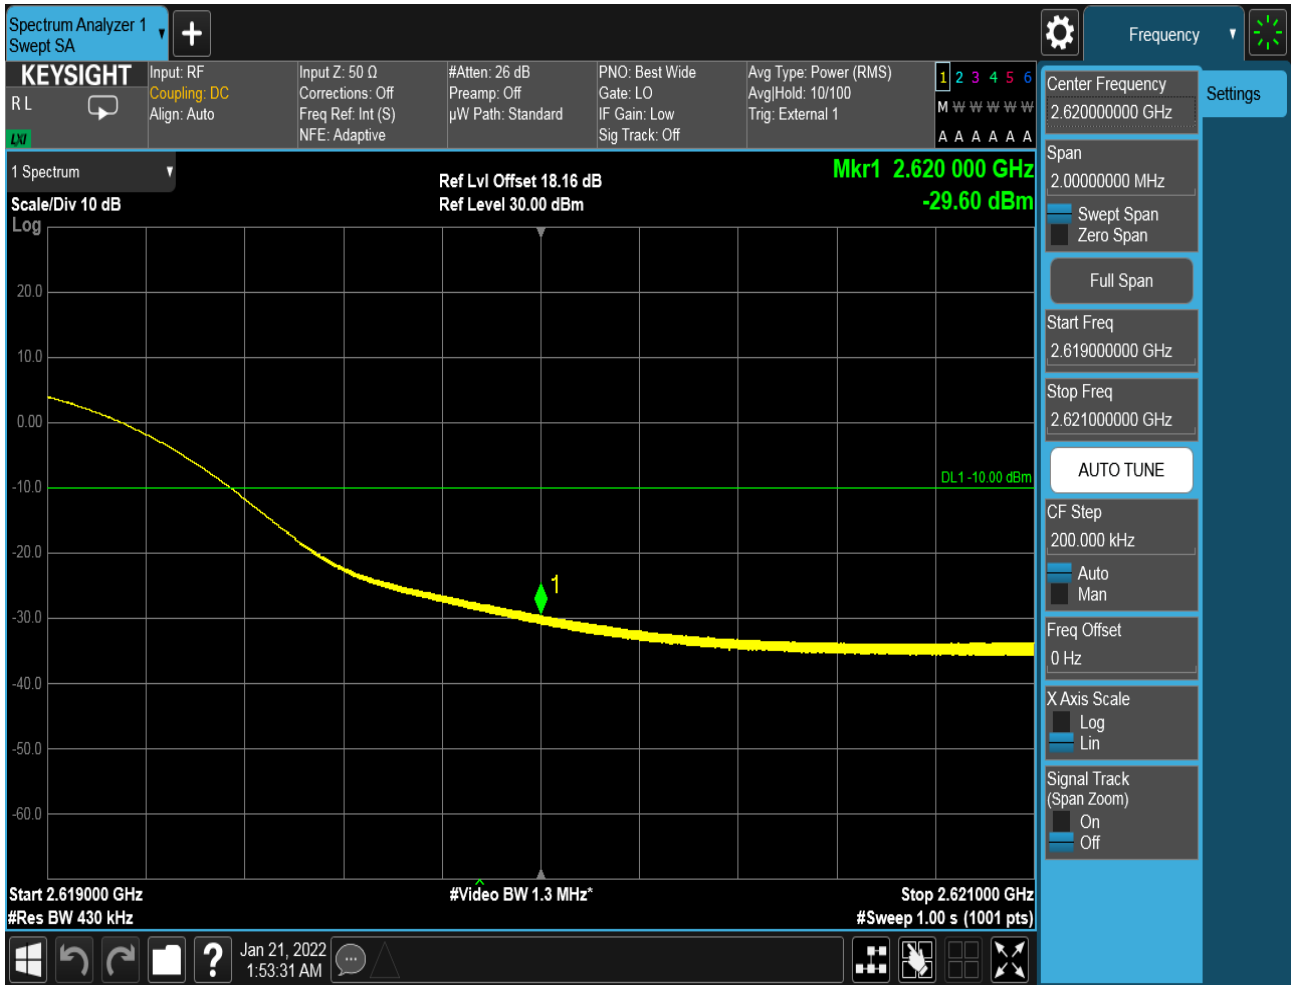 Spectrum Analyzer 1
Swept SA
Frequency
KEYSIGHT
R L
LXI
Input: RF
Coupling: DC
Align: Auto
Input Z: 50 Ω
Corrections: Off
Freq Ref: Int (S)
NFE: Adaptive
#Atten: 26 dB
Preamp: Off
µW Path: Standard
PNO: Best Wide
Gate: LO
IF Gain: Low
Sig Track: Off
Avg Type: Power (RMS)
Avg|Hold: 10/100
Trig: External 1
1 2 3 4 5 6
M W W W W W
A A A A A A
1 Spectrum
Scale/Div 10 dB
Log
Ref Lvl Offset 18.16 dB
Ref Level 30.00 dBm
Mkr1 2.620 000 GHz
-29.60 dBm
20.0
10.0
0.00
-10.0
-20.0
-30.0
-40.0
-50.0
-60.0
DL1 -10.00 dBm
1
Start 2.619000 GHz
#Res BW 430 kHz
#Video BW 1.3 MHz*
Stop 2.621000 GHz
#Sweep 1.00 s (1001 pts)
Jan 21, 2022
1:53:31 AM
Center Frequency
2.620000000 GHz
Settings
Span
2.00000000 MHz
Swept Span
Zero Span
Full Span
Start Freq
2.619000000 GHz
Stop Freq
2.621000000 GHz
AUTO TUNE
CF Step
200.000 kHz
Auto
Man
Freq Offset
0 Hz
X Axis Scale
Log
Lin
Signal Track
(Span Zoom)
On
Off